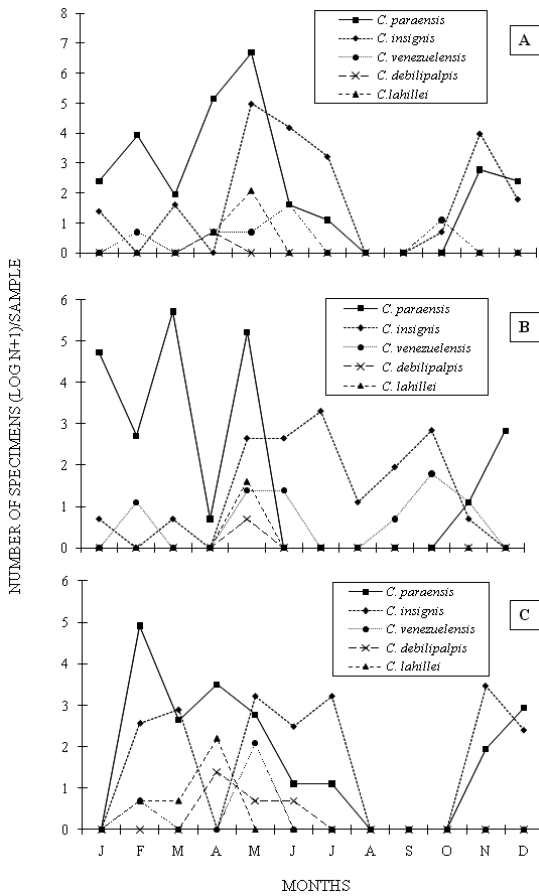 NUMBER OF SPECIMENS (LOG N+1)/SAMPLE
8
7
6
5
4
3
2
1
0
C. paraensis
C. insignis
C. venezuelensis
C. debilipalpis
C.lahillei
A
6
5
4
3
2
1
0
C. paraensis
C. insignis
C. venezuelensis
C. debilipalpis
C. lahillei
B
6
5
4
3
2
1
0
C. paraensis
C. insignis
C. venezuelensis
C. debilipalpis
C. lahillei
C
J F M A M J J A S O N D
MONTHS